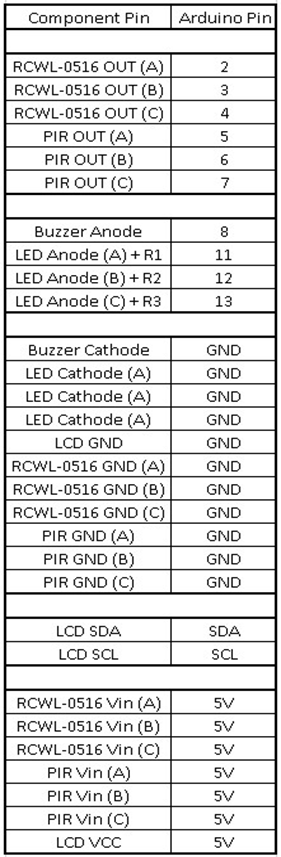 Component Pin Arduino Pin
RCWL-0516 OUT (A) 2
RCWL-0516 OUT (B) 3
RCWL-0516 OUT (C) 4
PIR OUT (A) 5
PIR OUT (B) 6
PIR OUT (C) 7
Buzzer Anode 8
LED Anode (A) + R1 11
LED Anode (B) + R2 12
LED Anode (C) + R3 13
Buzzer Cathode GND
LED Cathode (A) GND
LED Cathode (A) GND
LED Cathode (A) GND
LCD GND GND
RCWL-0516 GND (A) GND
RCWL-0516 GND (B) GND
RCWL-0516 GND (C) GND
PIR GND (A) GND
PIR GND (B) GND
PIR GND (C) GND
LCD SDA SDA
LCD SCL SCL
RCWL-0516 Vin (A) 5V
RCWL-0516 Vin (B) 5V
RCWL-0516 Vin (C) 5V
PIR Vin (A) 5V
PIR Vin (B) 5V
PIR Vin (C) 5V
LCD VCC 5V